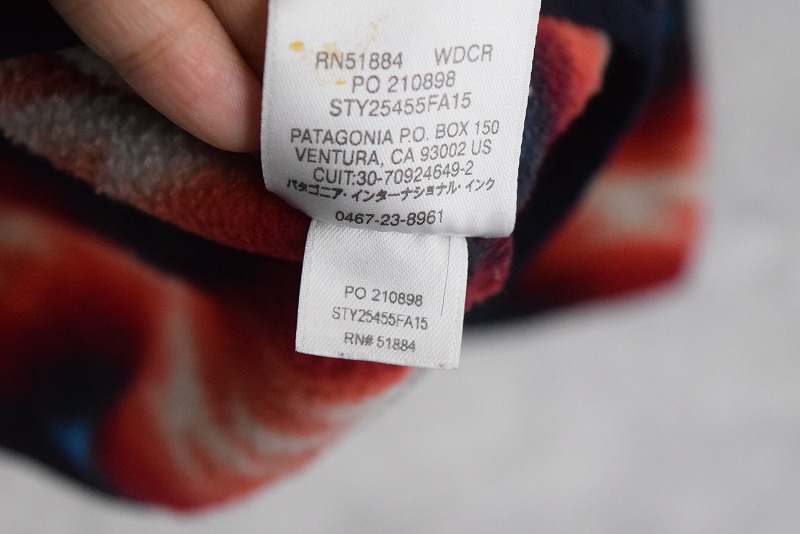 RN51884 WDCR
PO 210898
STY25455FA15
PATAGONIA P.O. BOX 150
VENTURA, CA 93002 US
CUIT:30-70924649-2
パタゴニア・インターナショナル・インク
0467-23-8961
PO 210898
STY25455FA15
RN# 51884